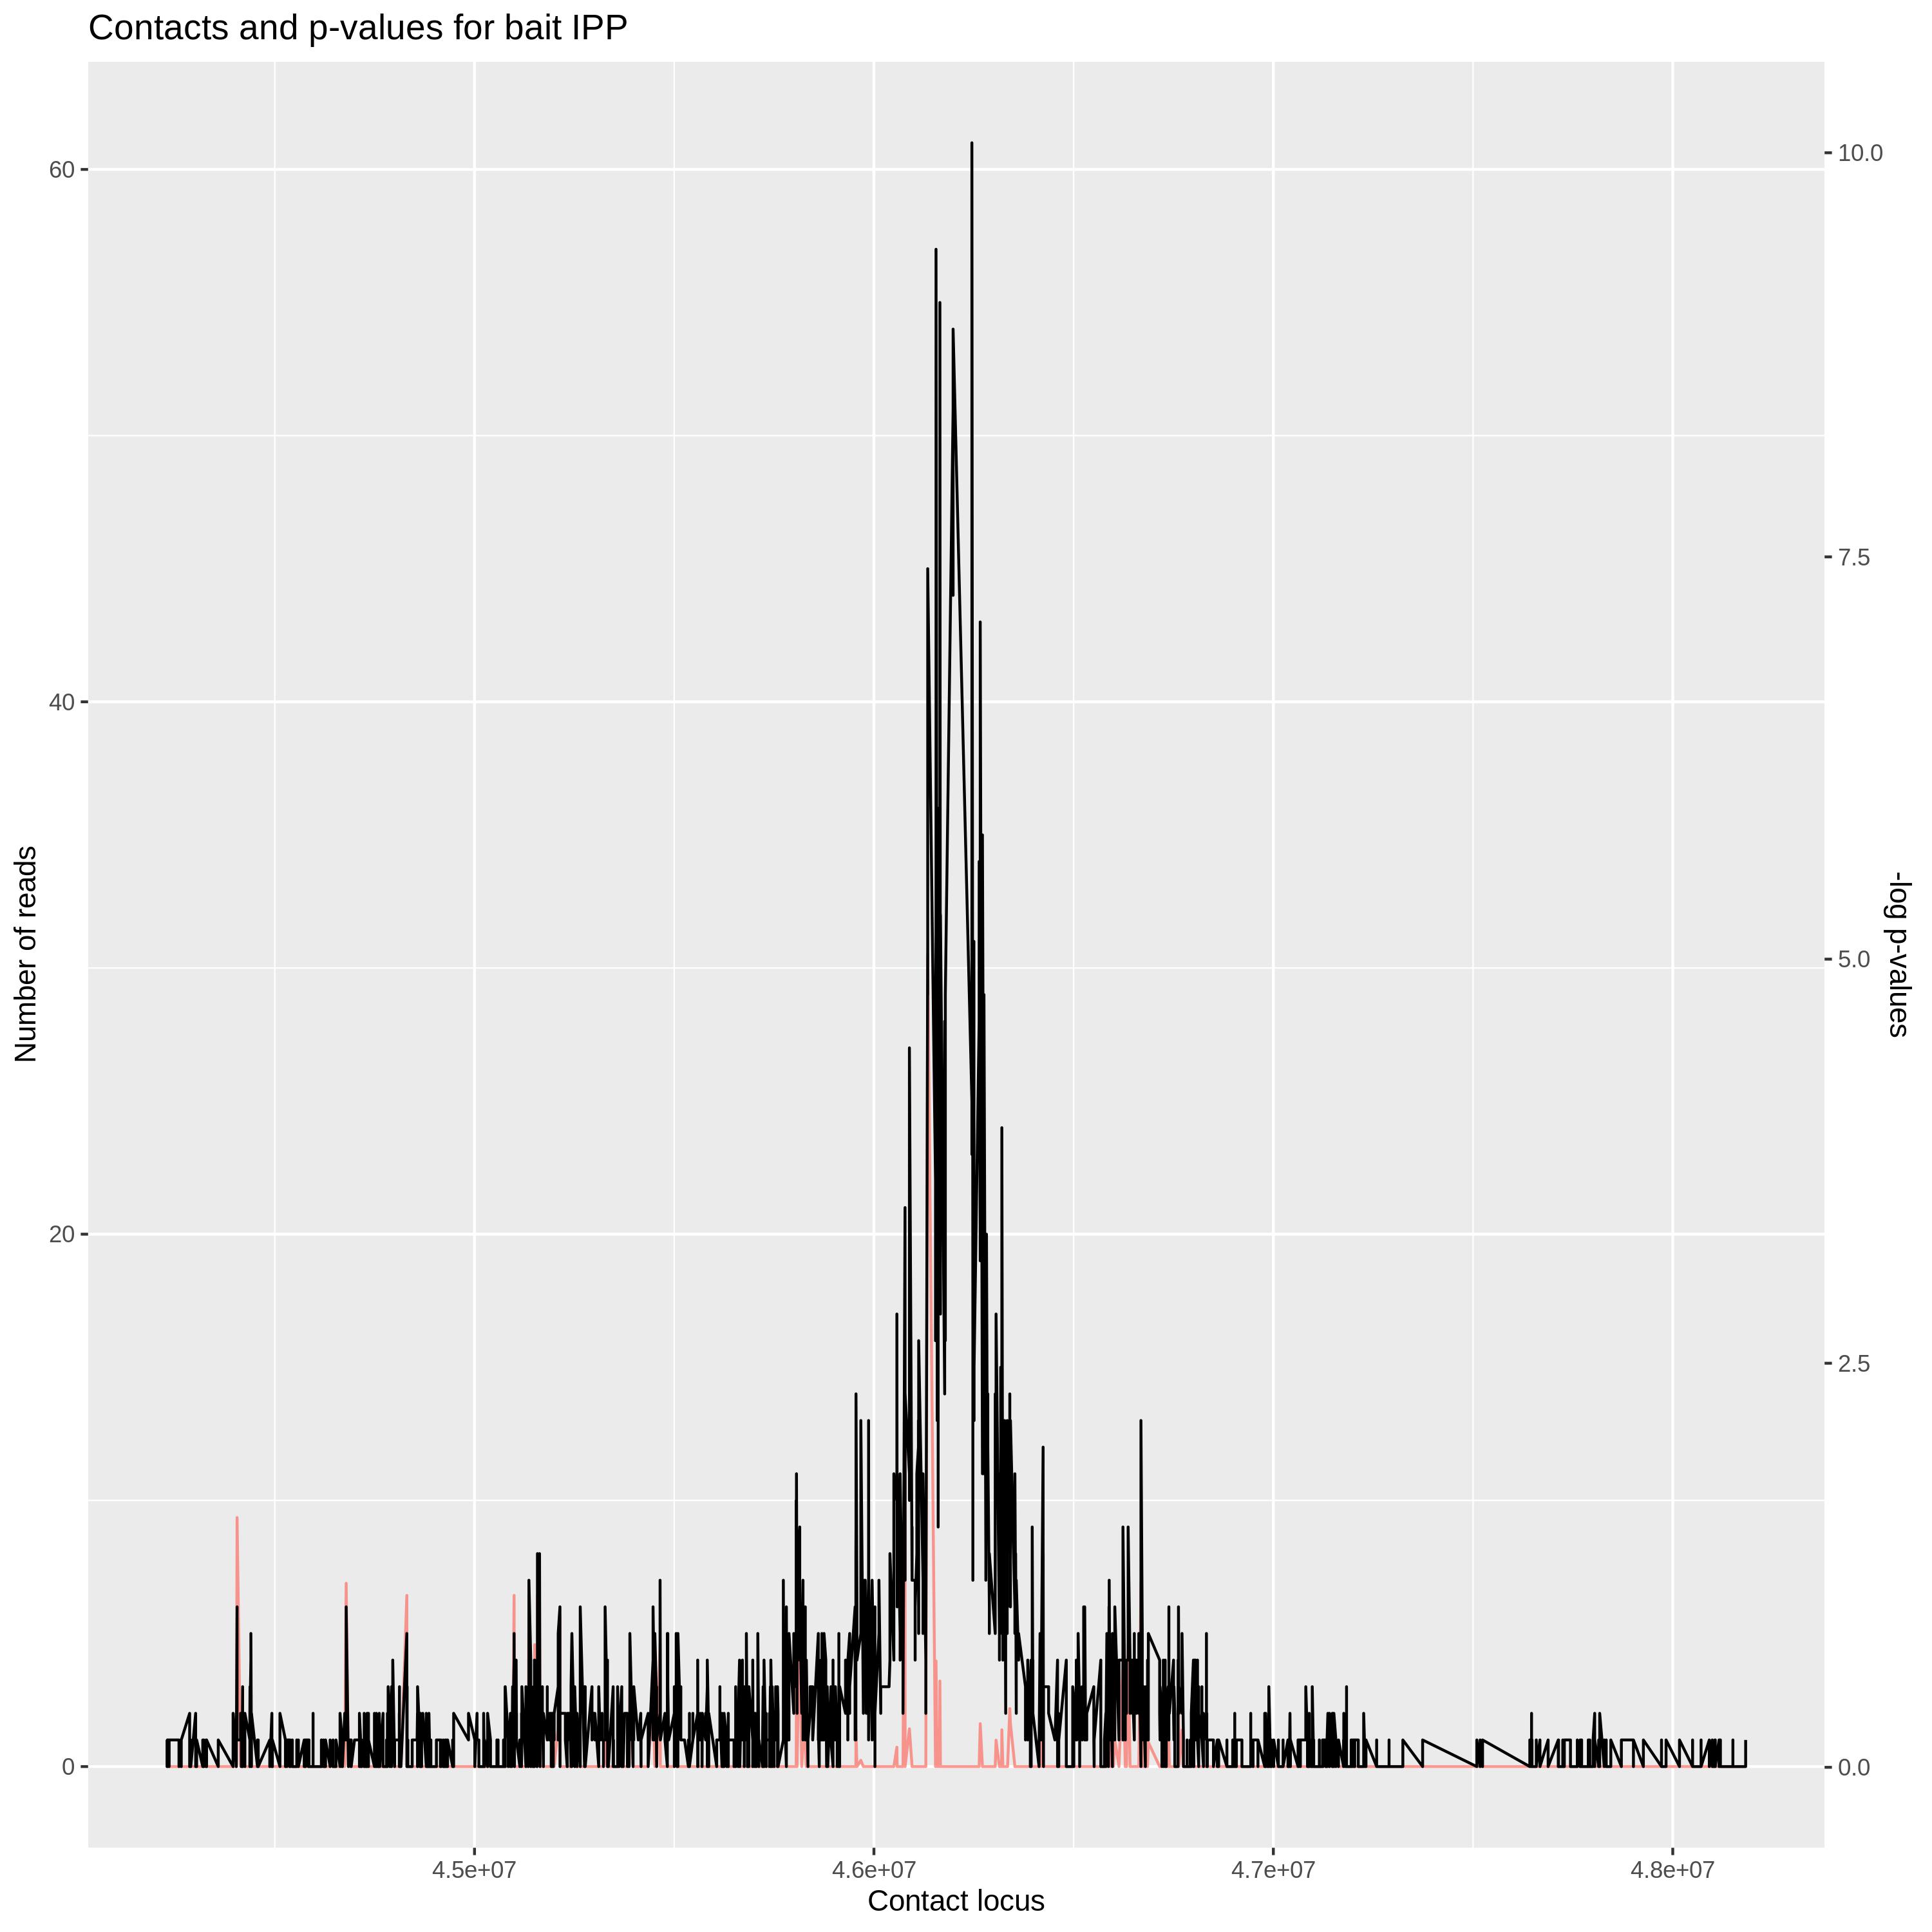 Contacts and p-values for bait IPP
60
40
20
0
Number of reads
10.0
7.5
5.0
2.5
0.0
-log p-values
4.5e+07
4.6e+07
4.7e+07
4.8e+07
Contact locus